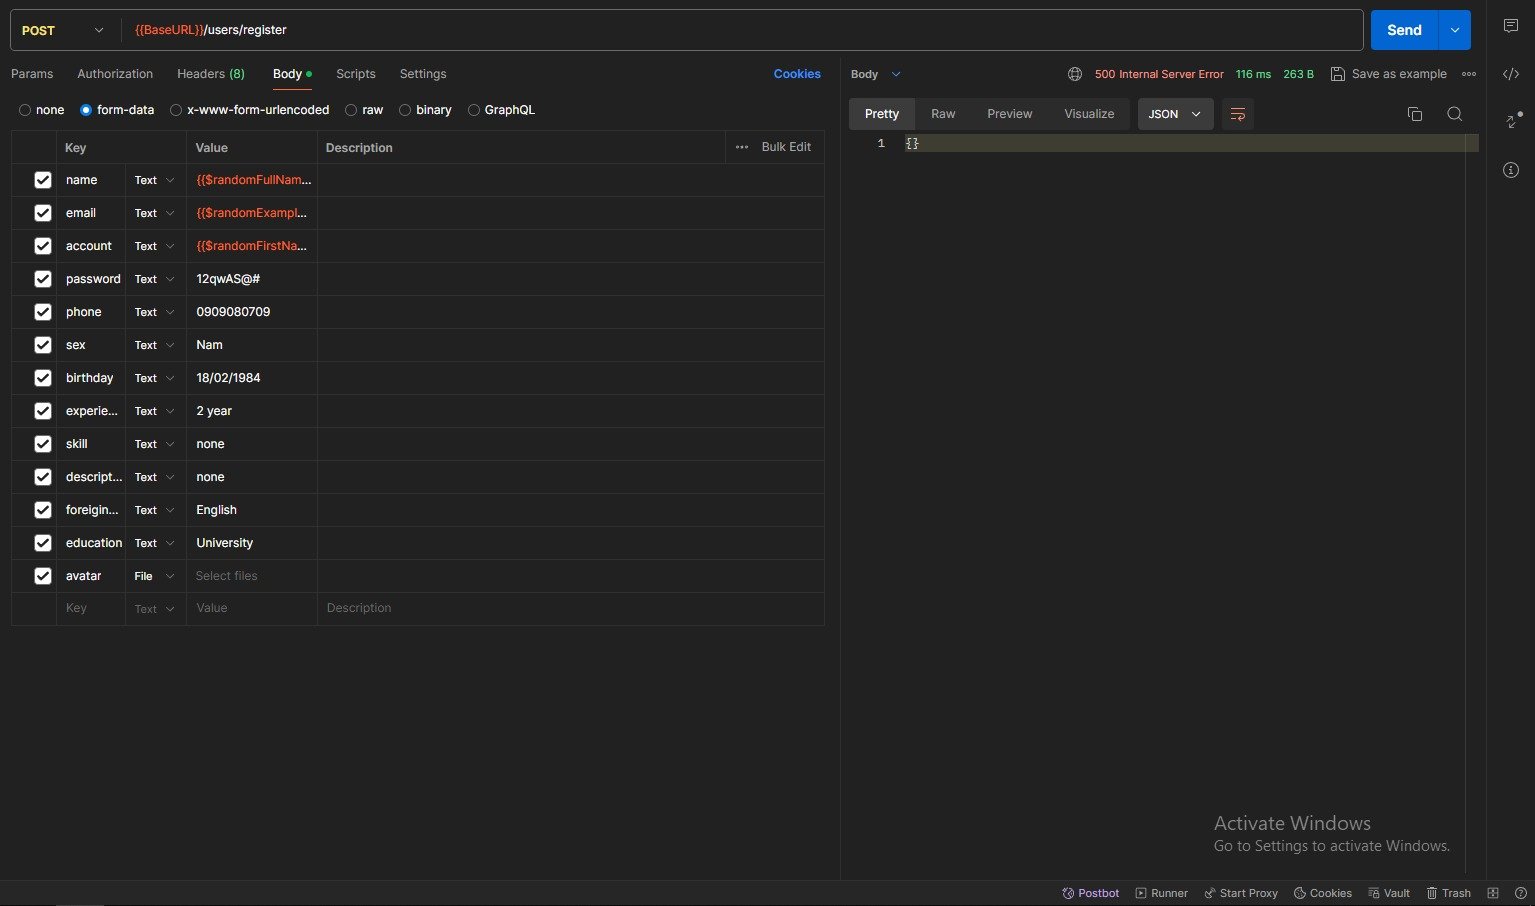 POST
{{BaseURL}}/users/register
Send
Params Authorization Headers (8) Body Scripts Settings Cookies
none form-data x-www-form-urlencoded raw binary GraphQL
Key Value Description ••• Bulk Edit
name Text {{$randomFullNam...
email Text {{$randomExampl...
account Text {{$randomFirstNa...
password Text 12qwAS@#
phone Text 0909080709
sex Text Nam
birthday Text 18/02/1984
experie... Text 2 year
skill Text none
descript... Text none
foreigin... Text English
education Text University
avatar File Select files
Key Text Value Description
Body 500 Internal Server Error 116 ms 263 B Save as example
Pretty Raw Preview Visualize JSON
1 {}
Activate Windows
Go to Settings to activate Windows.
Postbot Runner Start Proxy Cookies Vault Trash